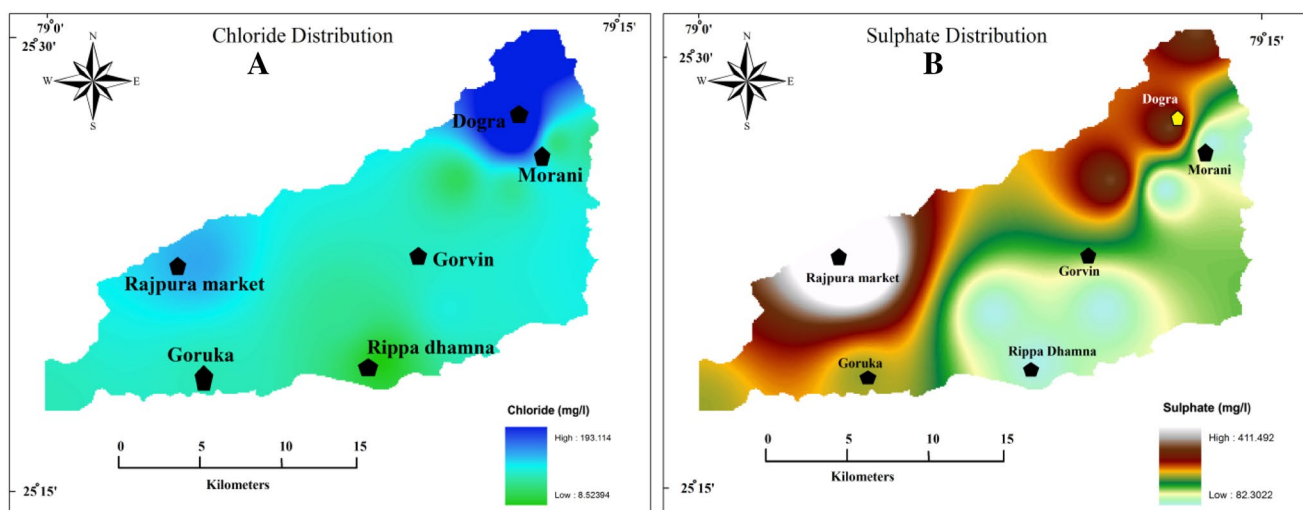 79°0'
79°15'
25°30'
Chloride Distribution
A
N
W
E
S
Dogra
Morani
Gorvin
Rajpura market
Rippa dhamna
Goruka
Chloride (mg/l)
High : 193.114
Low : 8.52394
0
5
10
15
Kilometers
25°15'
79°0'
79°15'
25°30'
Sulphate Distribution
B
N
W
E
S
Dogra
Morani
Gorvin
Rajpura market
Rippa Dhamna
Goruka
Sulphate (mg/l)
High : 411.492
Low : 82.3022
0
5
10
15
Kilometers
25°15'